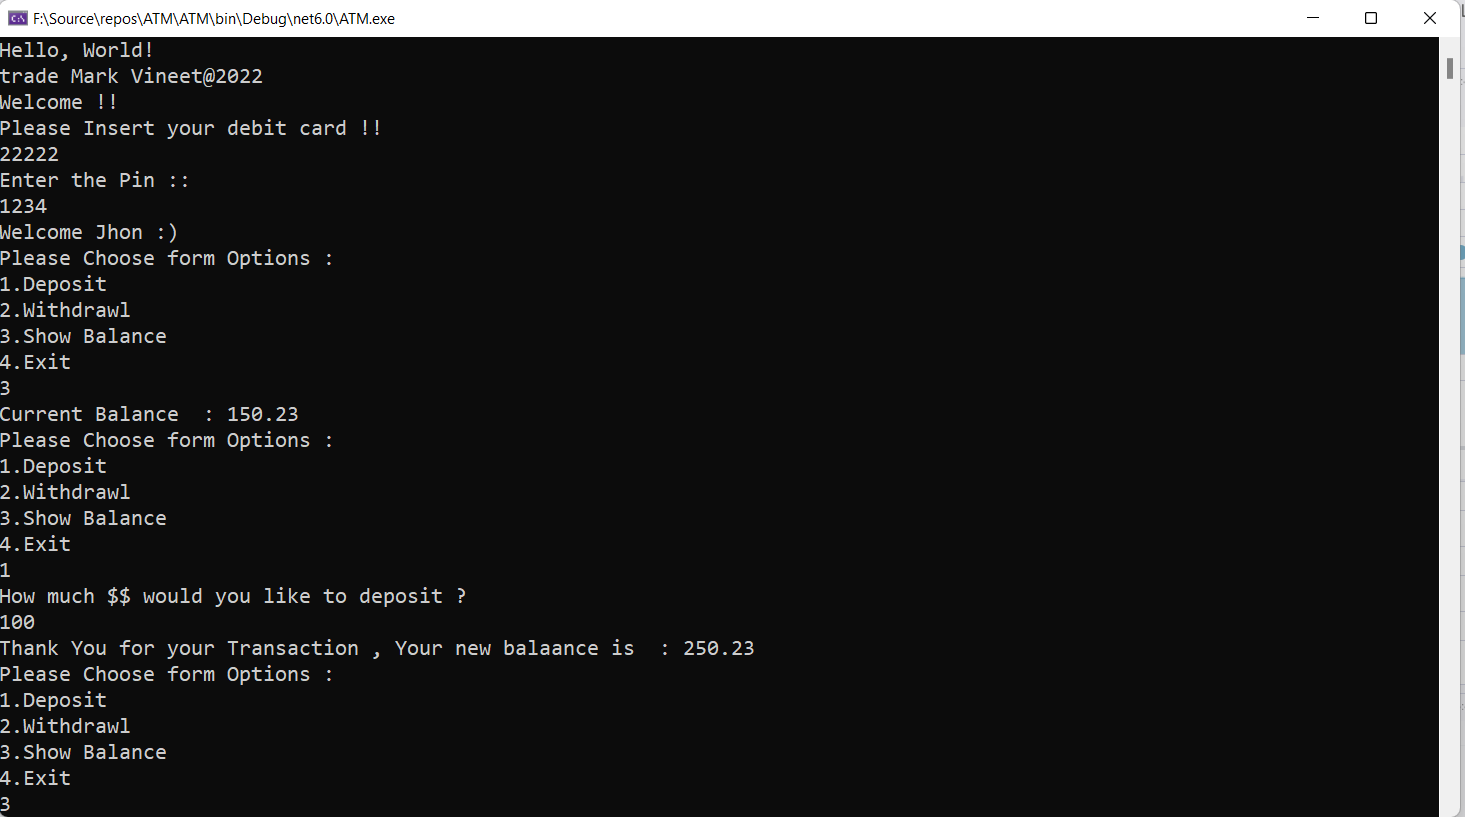 F:\Source\repos\ATM\ATM\bin\Debug\net6.0\ATM.exe
Hello, World!
trade Mark Vineet@2022
Welcome !!
Please Insert your debit card !!
22222
Enter the Pin ::
1234
Welcome Jhon :)
Please Choose form Options :
1.Deposit
2.Withdrawl
3.Show Balance
4.Exit
3
Current Balance  : 150.23
Please Choose form Options :
1.Deposit
2.Withdrawl
3.Show Balance
4.Exit
1
How much $$ would you like to deposit ?
100
Thank You for your Transaction , Your new balaance is  : 250.23
Please Choose form Options :
1.Deposit
2.Withdrawl
3.Show Balance
4.Exit
3